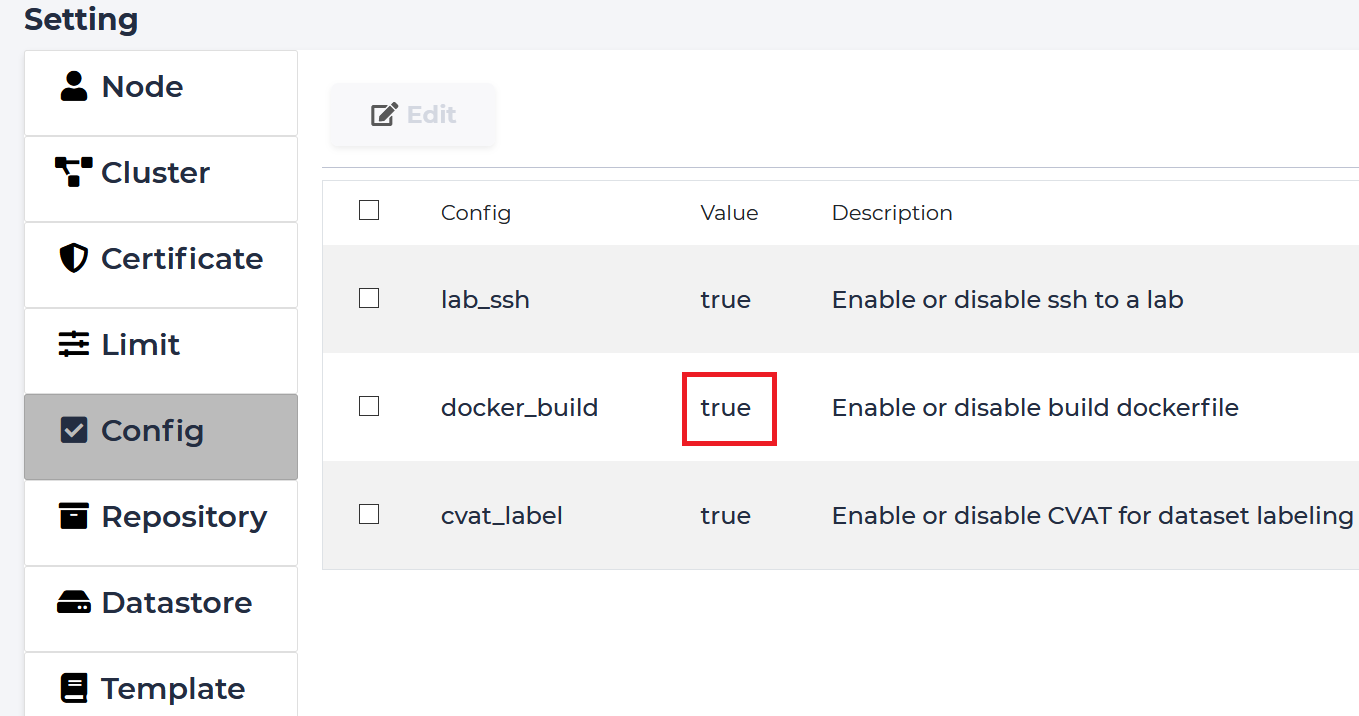 Setting
Node
Cluster
Certificate
Limit
Config
Repository
Datastore
Template
Edit
Config Value Description
lab_ssh true Enable or disable ssh to a lab
docker_build true Enable or disable build dockerfile
cvat_label true Enable or disable CVAT for dataset labeling